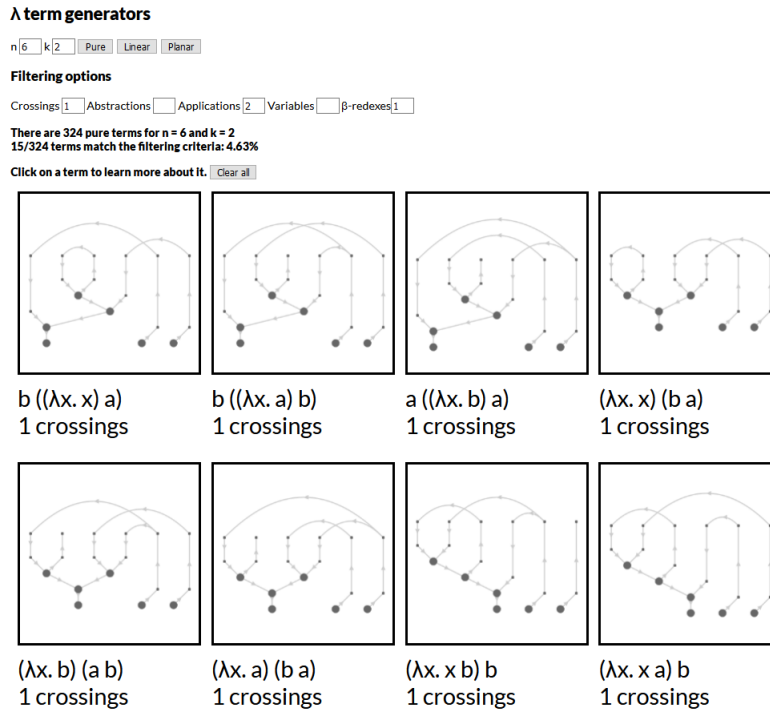 λ term generators
n 6 k 2 Pure Linear Planar
Filtering options
Crossings 1 Abstractions Applications 2 Variables β-redexes 1
There are 324 pure terms for n = 6 and k = 2
15/324 terms match the filtering criteria: 4.63%
Click on a term to learn more about it. Clear all
b ((λx. x) a)
1 crossings
b ((λx. a) b)
1 crossings
a ((λx. b) a)
1 crossings
(λx. x) (b a)
1 crossings
(λx. b) (a b)
1 crossings
(λx. a) (b a)
1 crossings
(λx. x b) b
1 crossings
(λx. x a) b
1 crossings